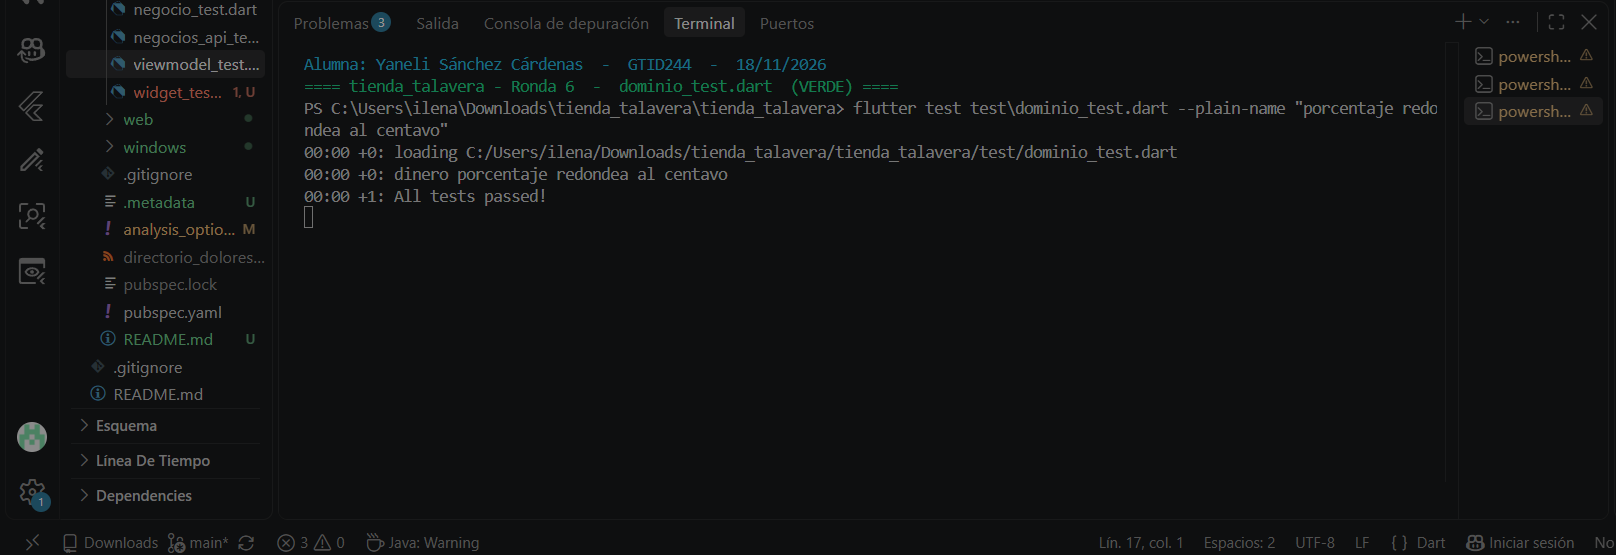 negocio_test.dart
negocios_api_te...
viewmodel_test....
widget_tes... 1, U
web
windows
.gitignore
.metadata U
analysis_optio... M
directorio_dolores...
pubspec.lock
pubspec.yaml
README.md U
.gitignore
README.md
Esquema
Línea De Tiempo
Dependencies
1
Problemas 3 Salida Consola de depuración Terminal Puertos
Alumna: Yaneli Sánchez Cárdenas - GTID244 - 18/11/2026
==== tienda_talavera - Ronda 6 - dominio_test.dart (VERDE) ====
PS C:\Users\ilena\Downloads\tienda_talavera\tienda_talavera> flutter test test\dominio_test.dart --plain-name "porcentaje redo
ndea al centavo"
00:00 +0: loading C:/Users/ilena/Downloads/tienda_talavera/tienda_talavera/test/dominio_test.dart
00:00 +0: dinero porcentaje redondea al centavo
00:00 +1: All tests passed!
powersh...
powersh...
powersh...
Downloads main* 3 0 Java: Warning Lín. 17, col. 1 Espacios: 2 UTF-8 LF { } Dart Iniciar sesión No